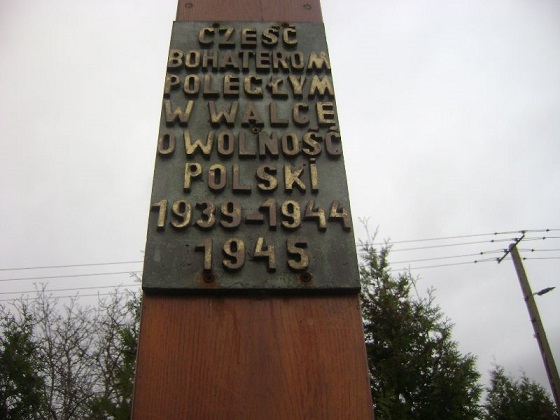 CZEŚĆ
BOHATEROM
POLEGŁYM
W WALCE
O WOLNOŚĆ
POLSKI
1939-1944
1945